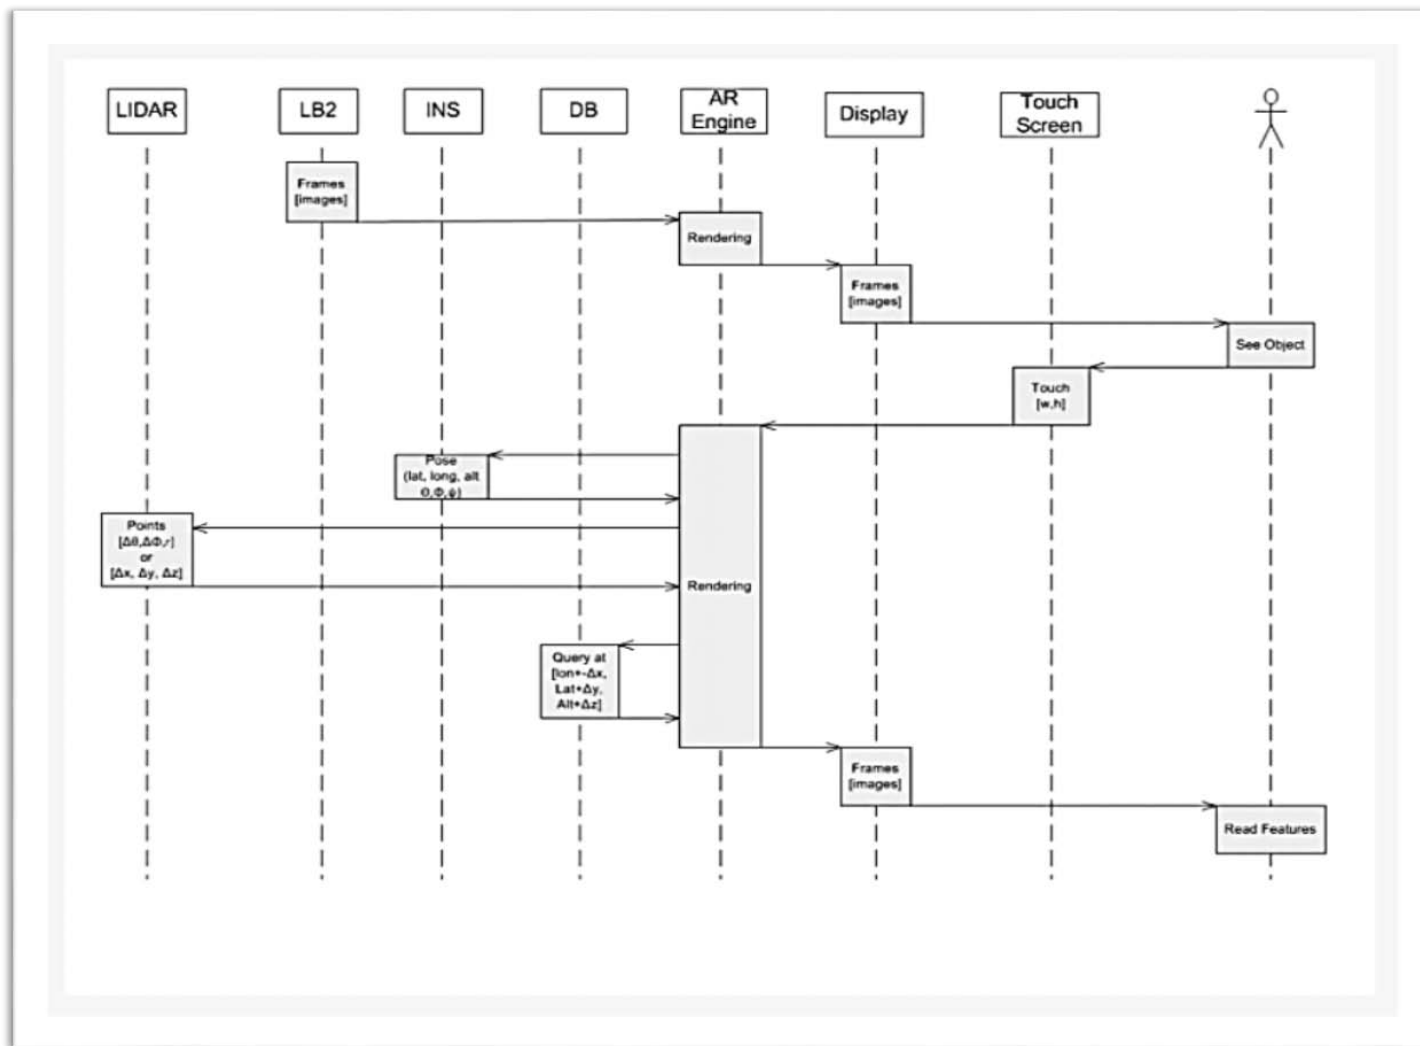 LIDAR
LB2
INS
DB
AR
Engine
Display
Touch
Screen
Frames
[images]
Rendering
Frames
[images]
See Object
Touch
[w,h]
Pose
(lat, long, alt
Θ,Φ,ψ)
Points
[Δθ,ΔΦ,r]
or
[Δx, Δy, Δz]
Rendering
Query at
[lon+-Δx,
Lat+Δy,
Alt+Δz]
Frames
[images]
Read Features